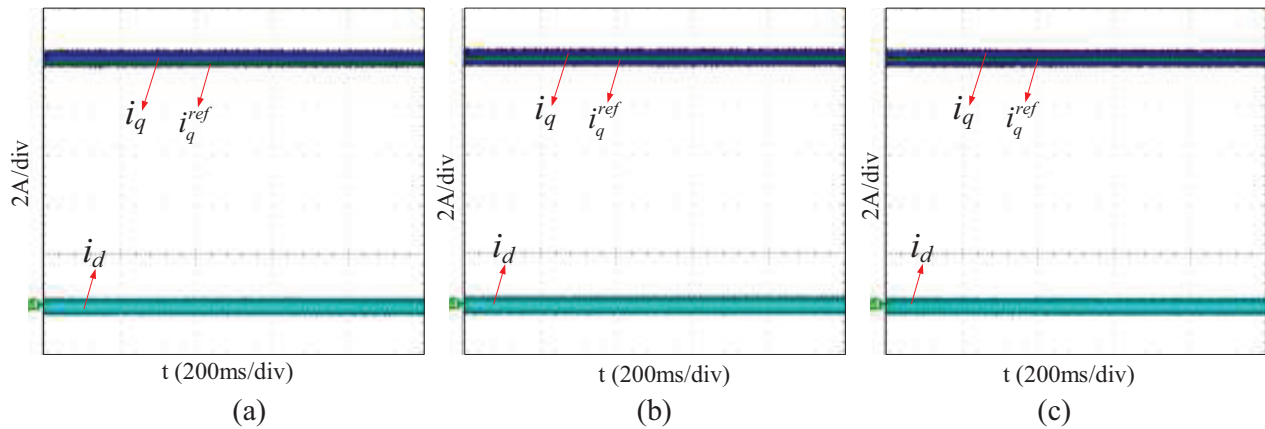 2A/div
i_q
i_q^{ref}
i_d
t (200ms/div)
(a)
2A/div
i_q
i_q^{ref}
i_d
t (200ms/div)
(b)
2A/div
i_q
i_q^{ref}
i_d
t (200ms/div)
(c)